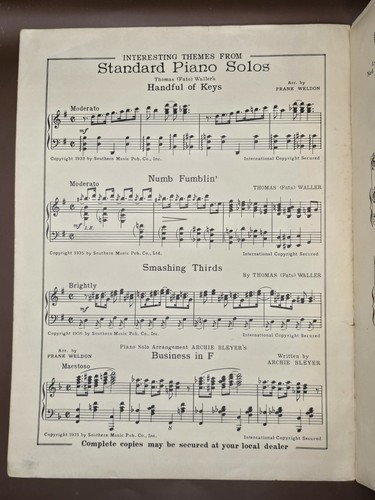 INTERESTING THEMES FROM
Standard Piano Solos
Thomas (Fats) Waller's
Handful of Keys
Arr. by
FRANK WELDON
Moderato
mf
Copyright 1935 by Southern Music Pub. Co., Inc.
International Copyright Secured
Numb Fumblin'
Moderato
THOMAS (Fats) WALLER
mf
L.H.
Copyright 1935 by Southern Music Pub. Co., Ltd.
International Copyright Secured
Smashing Thirds
By THOMAS (Fats) WALLER
Brightly
mf
Copyright by Southern Music Pub. Co., Inc.
International Copyright Secured
Piano Solo Arrangement ARCHIE BLEYER'S
Business in F
Arr. by
FRANK WELDON
Written by
ARCHIE BLEYER
Maestoso
mf
8
Copyright by Southern Music Pub. Co., Inc.
International Copyright Secured
Complete copies may be secured at your local dealer